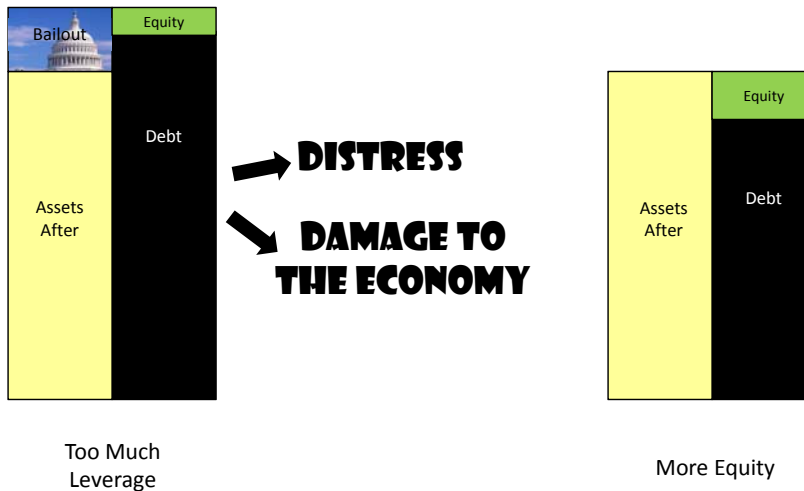 Bailout
Equity
Debt
Assets
After
DISTRESS
DAMAGE TO
THE ECONOMY
Too Much
Leverage
Equity
Debt
Assets
After
More Equity